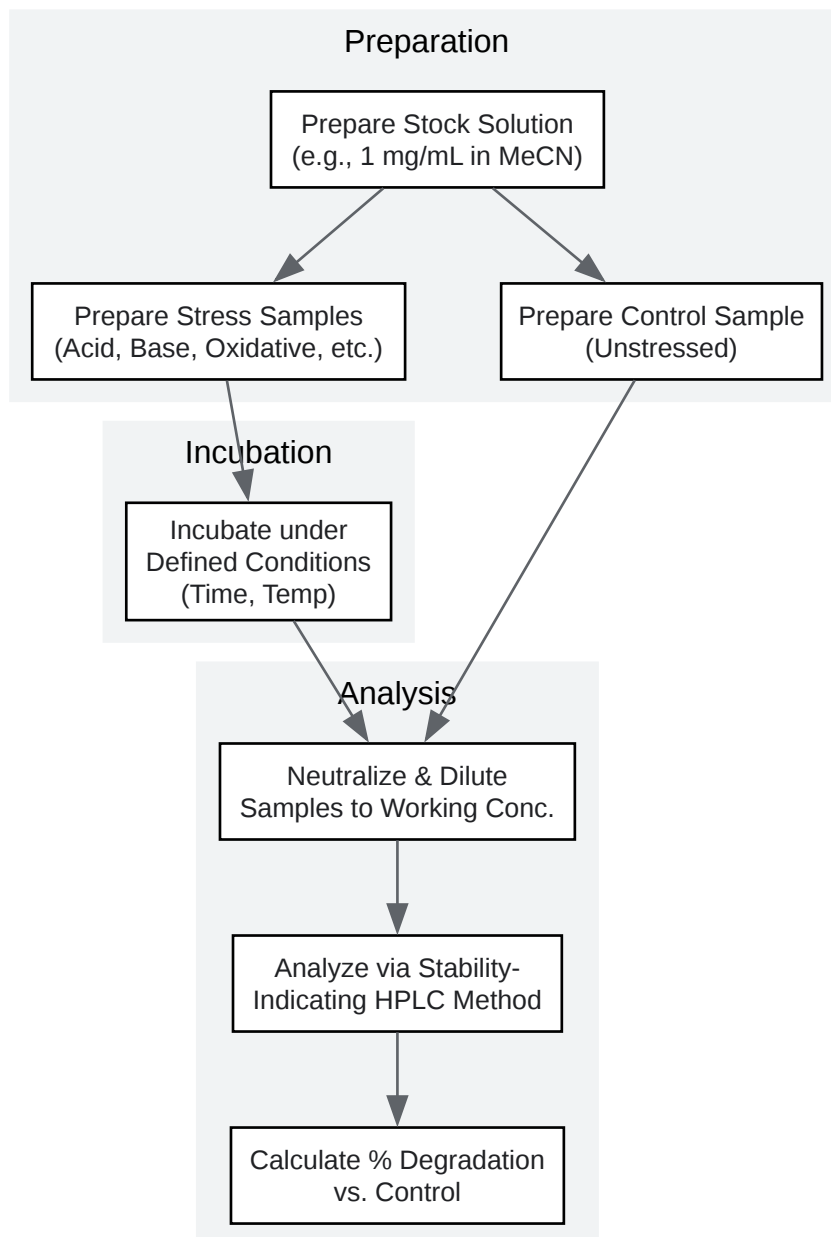 Preparation
Prepare Stock Solution
(e.g., 1 mg/mL in MeCN)
Prepare Stress Samples
(Acid, Base, Oxidative, etc.)
Prepare Control Sample
(Unstressed)
Incubation
Incubate under
Defined Conditions
(Time, Temp)
Analysis
Neutralize & Dilute
Samples to Working Conc.
Analyze via Stability-
Indicating HPLC Method
Calculate % Degradation
vs. Control